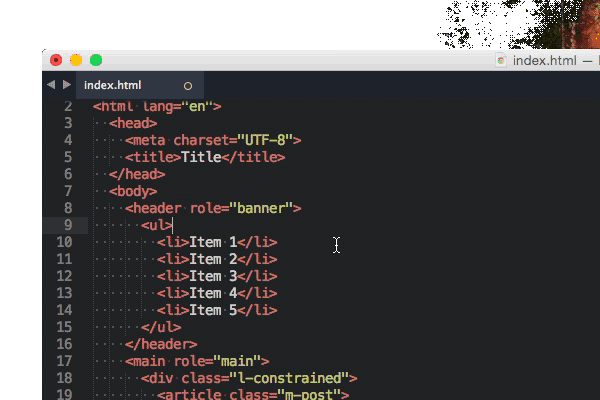 index.html —
index.html
2 <html lang="en">
3 <head>
4 <meta charset="UTF-8">
5 <title>Title</title>
6 </head>
7 <body>
8 <header role="banner">
9 <ul>
10 <li>Item 1</li>
11 <li>Item 2</li>
12 <li>Item 3</li>
13 <li>Item 4</li>
14 <li>Item 5</li>
15 </ul>
16 </header>
17 <main role="main">
18 <div class="l-constrained">
19 <article class="m-post">